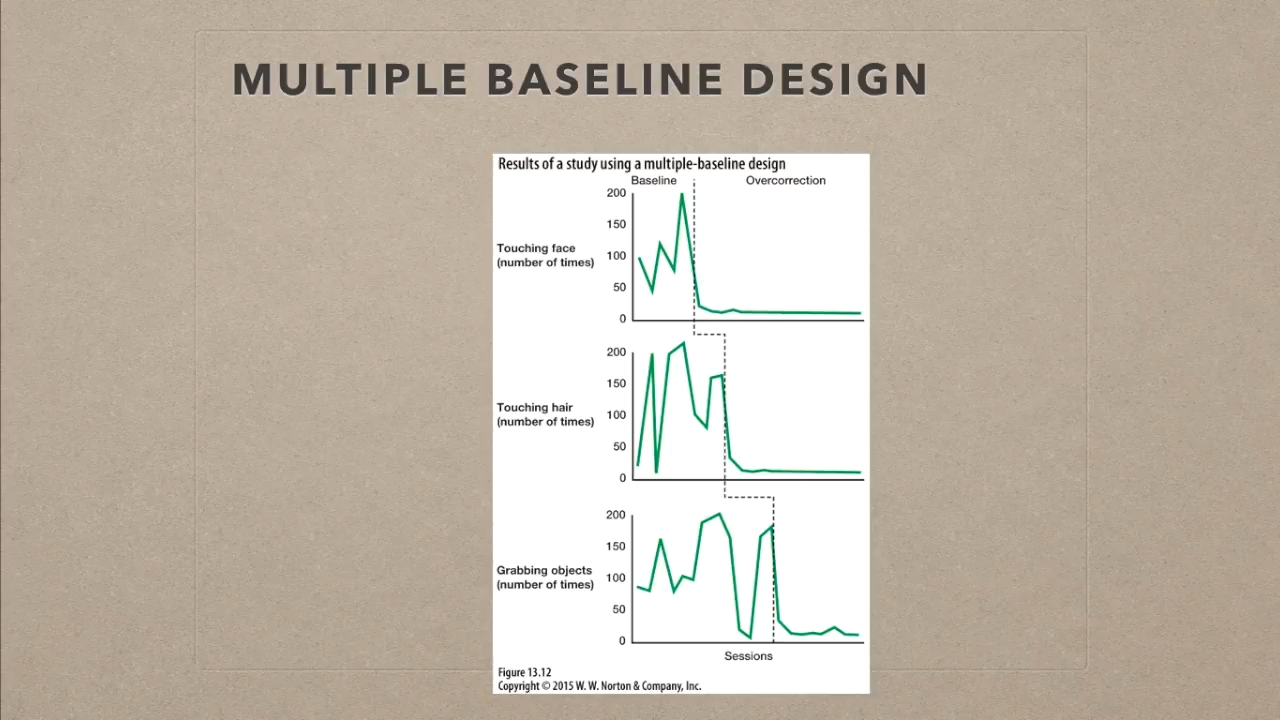 MULTIPLE BASELINE DESIGN
Results of a study using a multiple-baseline design
Baseline
Overcorrection
200
150
Touching face
(number of times)
100
50
0
200
150
Touching hair
(number of times)
100
50
0
200
150
Grabbing objects
(number of times)
100
50
0
Sessions
Figure 13.12
Copyright © 2015 W. W. Norton & Company, Inc.